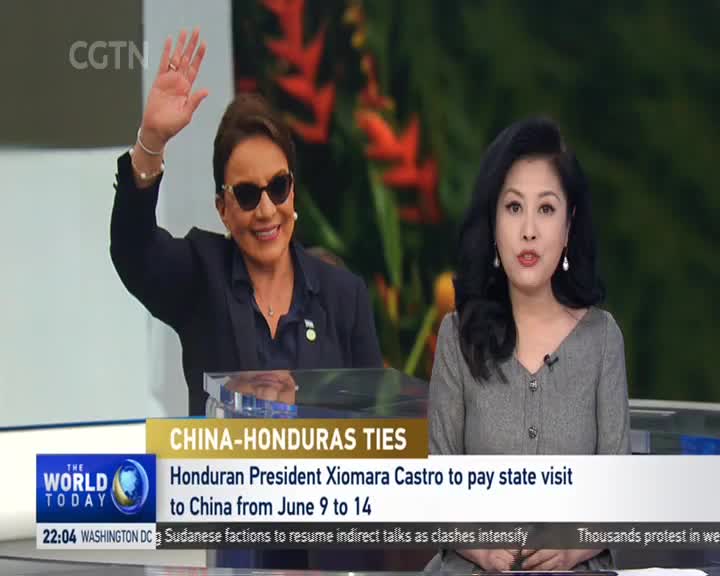 CGTN
CHINA-HONDURAS TIES
Honduran President Xiomara Castro to pay state visit
to China from June 9 to 14
THE
WORLD
TODAY
22:04 WASHINGTON DC
g Sudanese factions to resume indirect talks as clashes intensify Thousands protest in we